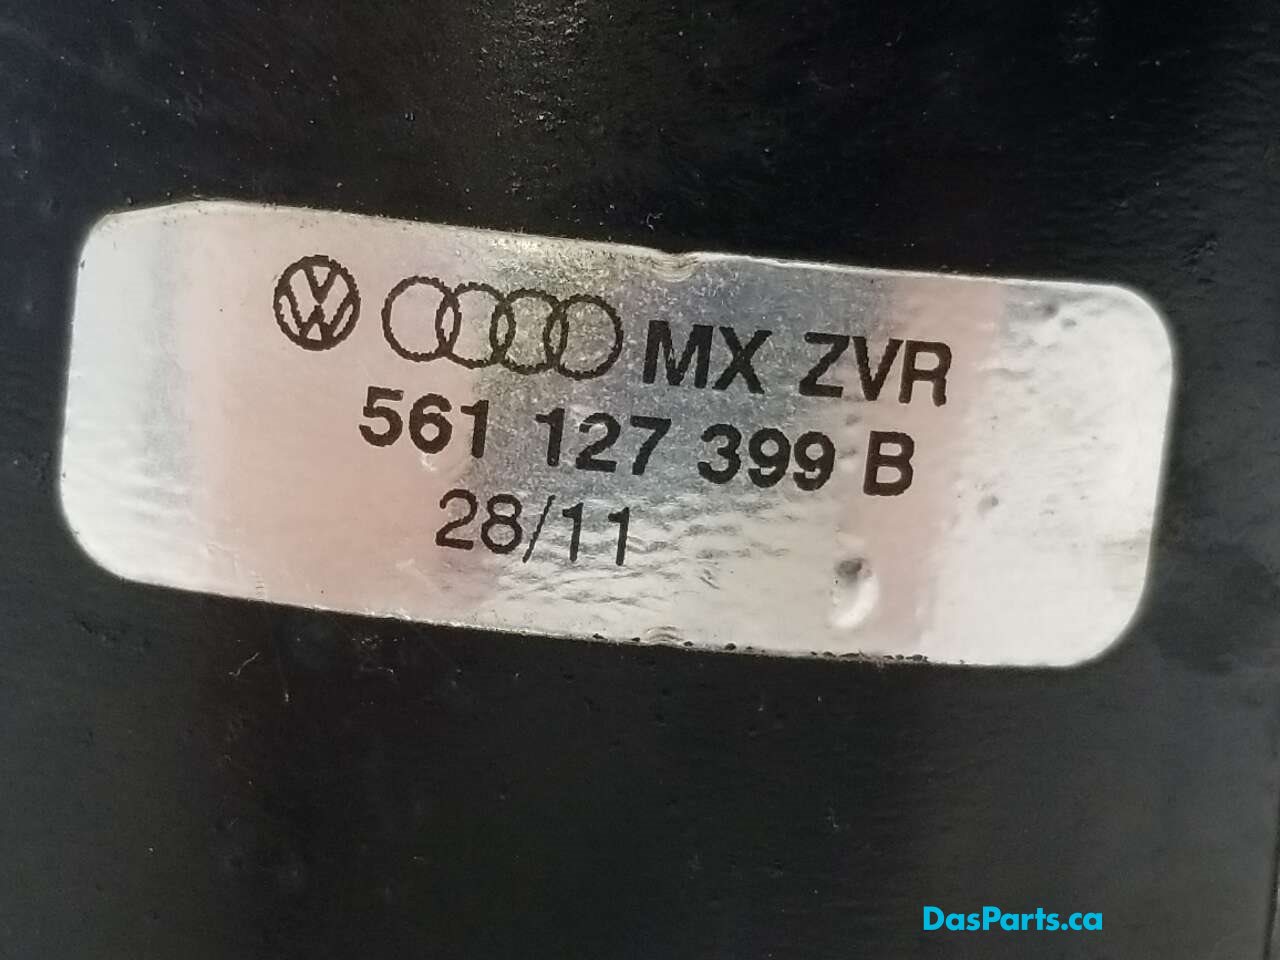 MX ZVR
561 127 399 B
28/11
DasParts.ca